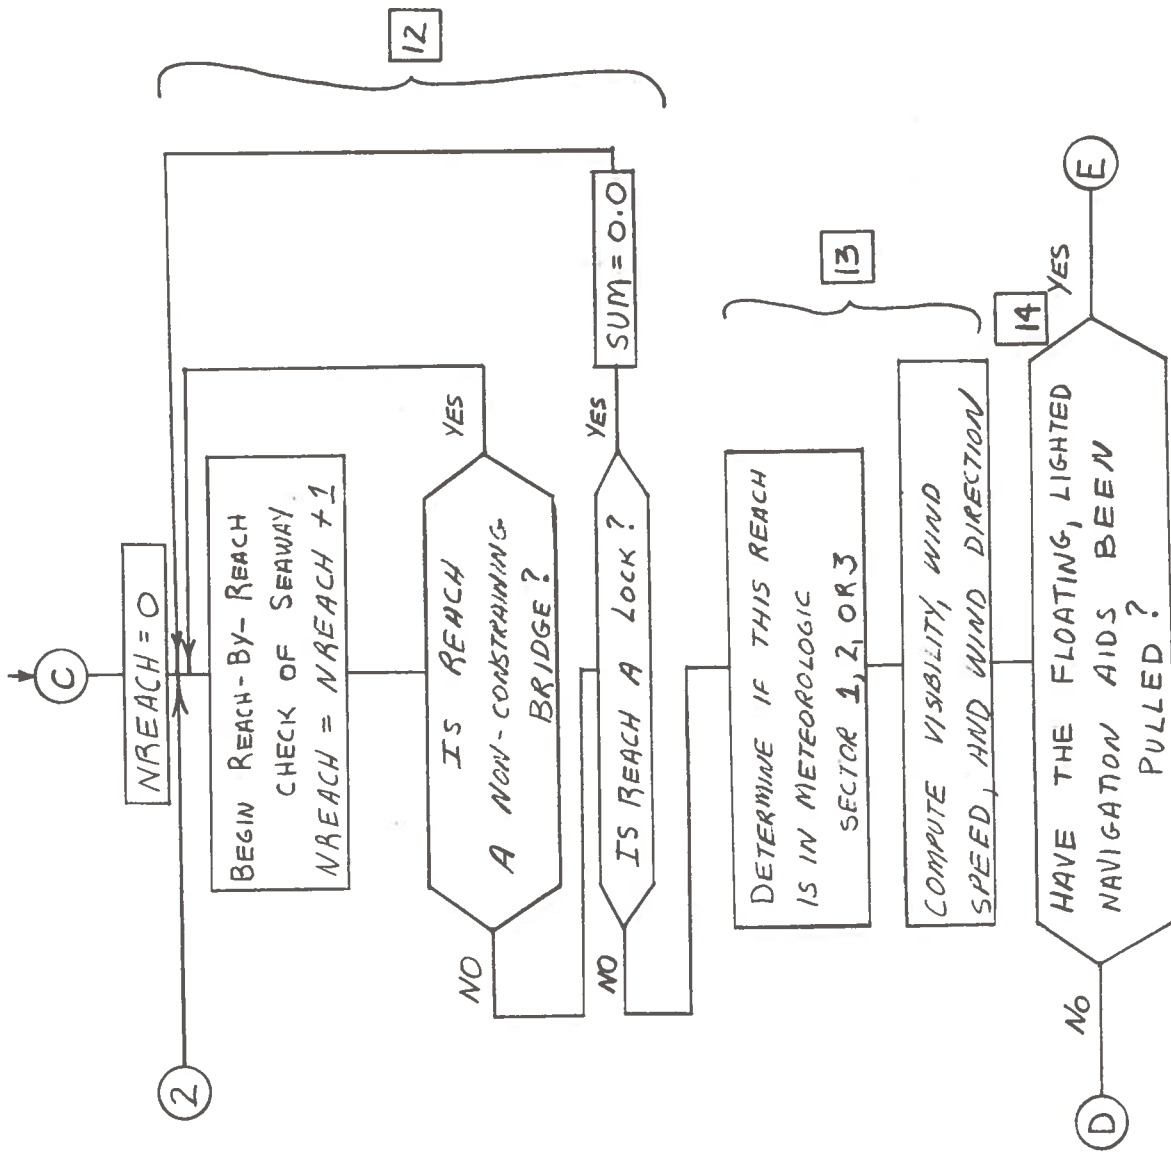 C
NREACH = 0
2
BEGIN REACH-BY-REACH
CHECK OF SEAWAY
NREACH = NREACH + 1
12
IS REACH
A NON-CONSTRAINING
BRIDGE?
YES
NO
IS REACH A LOCK?
YES
SUM = 0.0
NO
DETERMINE IF THIS REACH
IS IN METEOROLOGIC
SECTOR 1, 2, OR 3
13
COMPUTE VISIBILITY, WIND
SPEED, AND WIND DIRECTION
14
HAVE THE FLOATING, LIGHTED
NAVIGATION AIDS BEEN
PULLED?
YES
E
NO
D